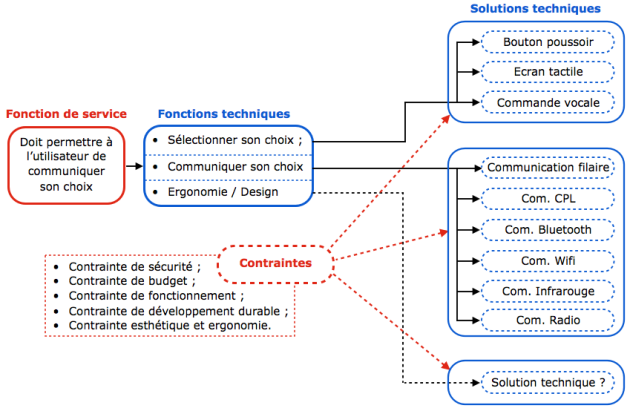 Solutions techniques
Bouton poussoir
Ecran tactile
Commande vocale
Fonction de service
Doit permettre à
l'utilisateur de
communiquer
son choix
Fonctions techniques
• Sélectionner son choix ;
• Communiquer son choix
• Ergonomie / Design
Communication filaire
Com. CPL
Com. Bluetooth
Com. Wifi
Com. Infrarouge
Com. Radio
Contraintes
• Contrainte de sécurité ;
• Contrainte de budget ;
• Contrainte de fonctionnement ;
• Contrainte de développement durable ;
• Contrainte esthétique et ergonomie.
Solution technique ?